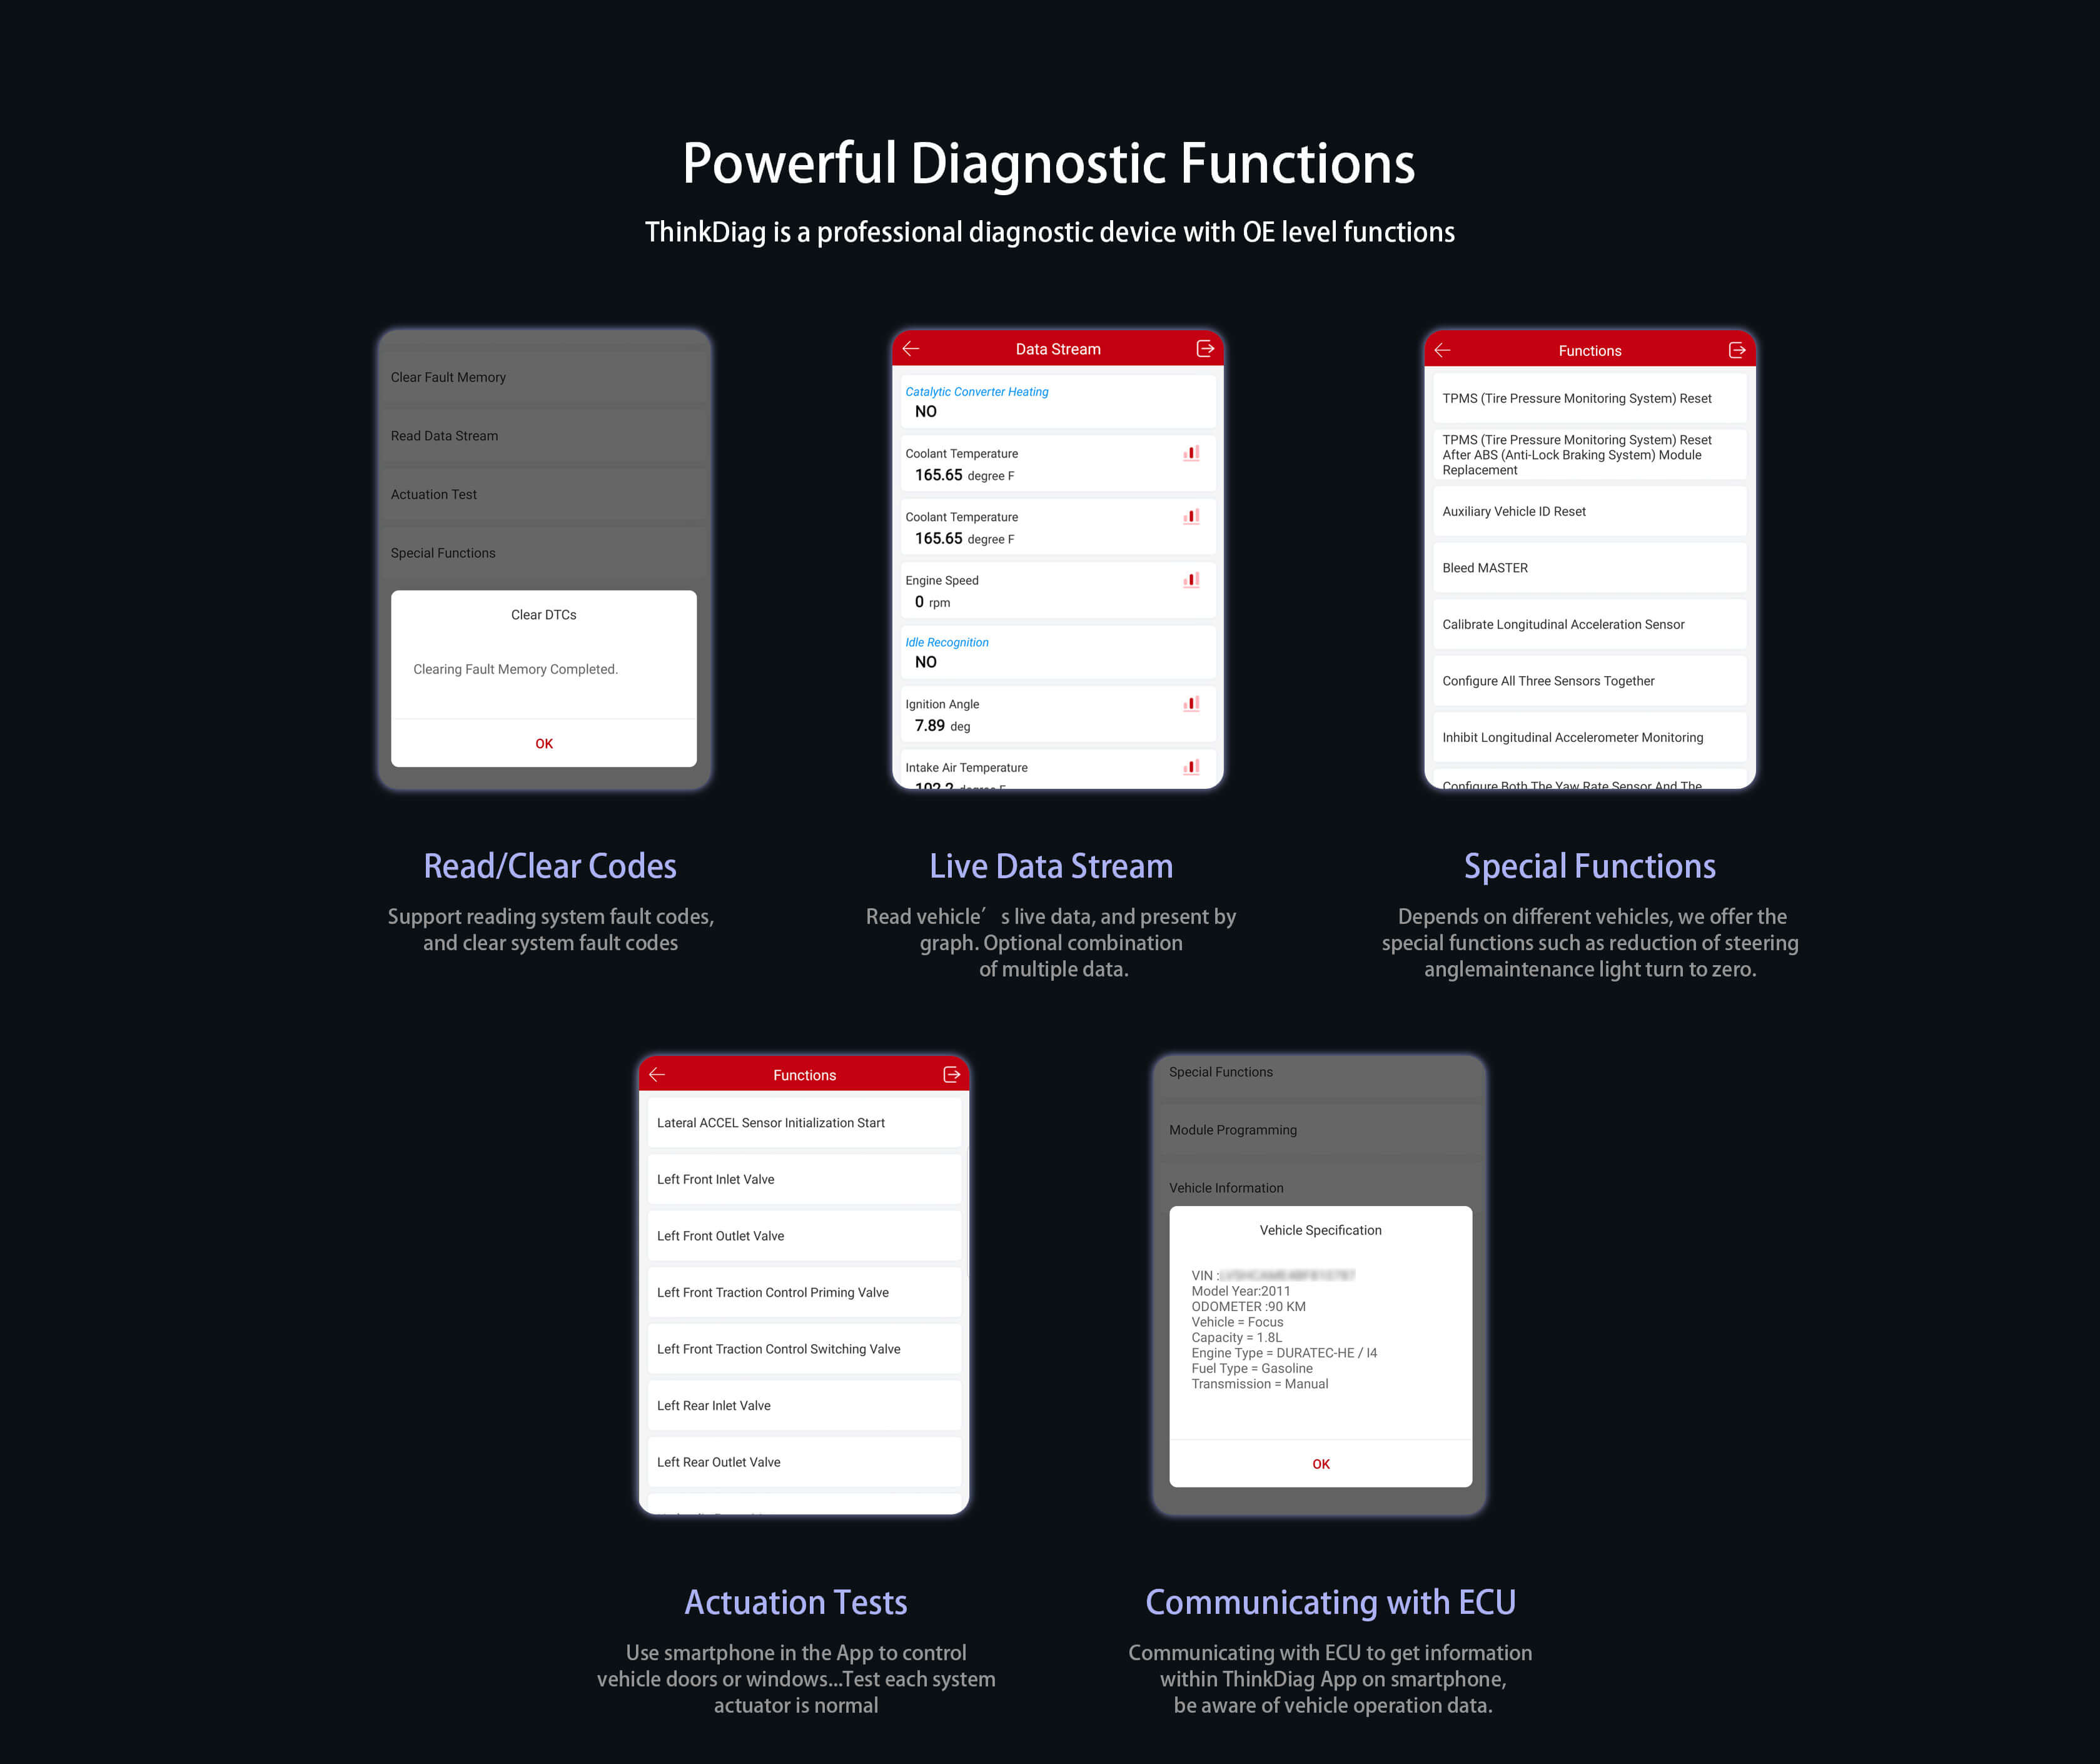 Powerful Diagnostic Functions
ThinkDiag is a professional diagnostic device with OE level functions
Clear Fault Memory
Read Data Stream
Actuation Test
Special Functions
Clear DTCs
Clearing Fault Memory Completed.
OK
Data Stream
Catalytic Converter Heating
NO
Coolant Temperature
165.65 degree F
Coolant Temperature
165.65 degree F
Engine Speed
0 rpm
Idle Recognition
NO
Ignition Angle
7.89 deg
Intake Air Temperature
102.2 degree F
Functions
TPMS (Tire Pressure Monitoring System) Reset
TPMS (Tire Pressure Monitoring System) Reset
After ABS (Anti-Lock Braking System) Module
Replacement
Auxiliary Vehicle ID Reset
Bleed MASTER
Calibrate Longitudinal Acceleration Sensor
Configure All Three Sensors Together
Inhibit Longitudinal Accelerometer Monitoring
Configure Both The Yaw Rate Sensor And The
Read/Clear Codes
Support reading system fault codes,
and clear system fault codes
Live Data Stream
Read vehicle′ s live data, and present by
graph. Optional combination
of multiple data.
Special Functions
Depends on different vehicles, we offer the
special functions such as reduction of steering
anglemaintenance light turn to zero.
Functions
Lateral ACCEL Sensor Initialization Start
Left Front Inlet Valve
Left Front Outlet Valve
Left Front Traction Control Priming Valve
Left Front Traction Control Switching Valve
Left Rear Inlet Valve
Left Rear Outlet Valve
Special Functions
Module Programming
Vehicle Information
Vehicle Specification
VIN :
Model Year:2011
ODOMETER :90 KM
Vehicle = Focus
Capacity = 1.8L
Engine Type = DURATEC-HE / I4
Fuel Type = Gasoline
Transmission = Manual
OK
Actuation Tests
Use smartphone in the App to control
vehicle doors or windows...Test each system
actuator is normal
Communicating with ECU
Communicating with ECU to get information
within ThinkDiag App on smartphone,
be aware of vehicle operation data.